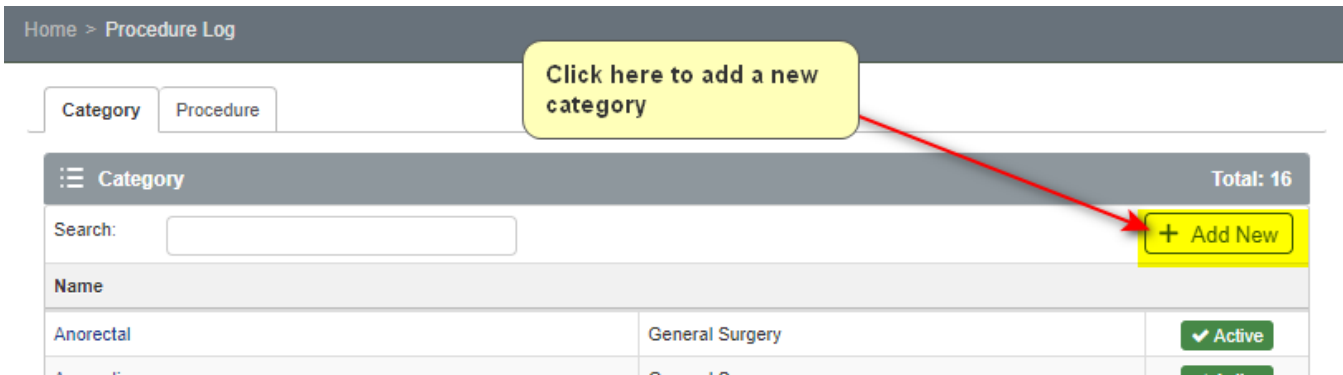 Home > Procedure Log
Click here to add a new
category
Category Procedure
Category Total: 16
Search: + Add New
Name
Anorectal General Surgery Active